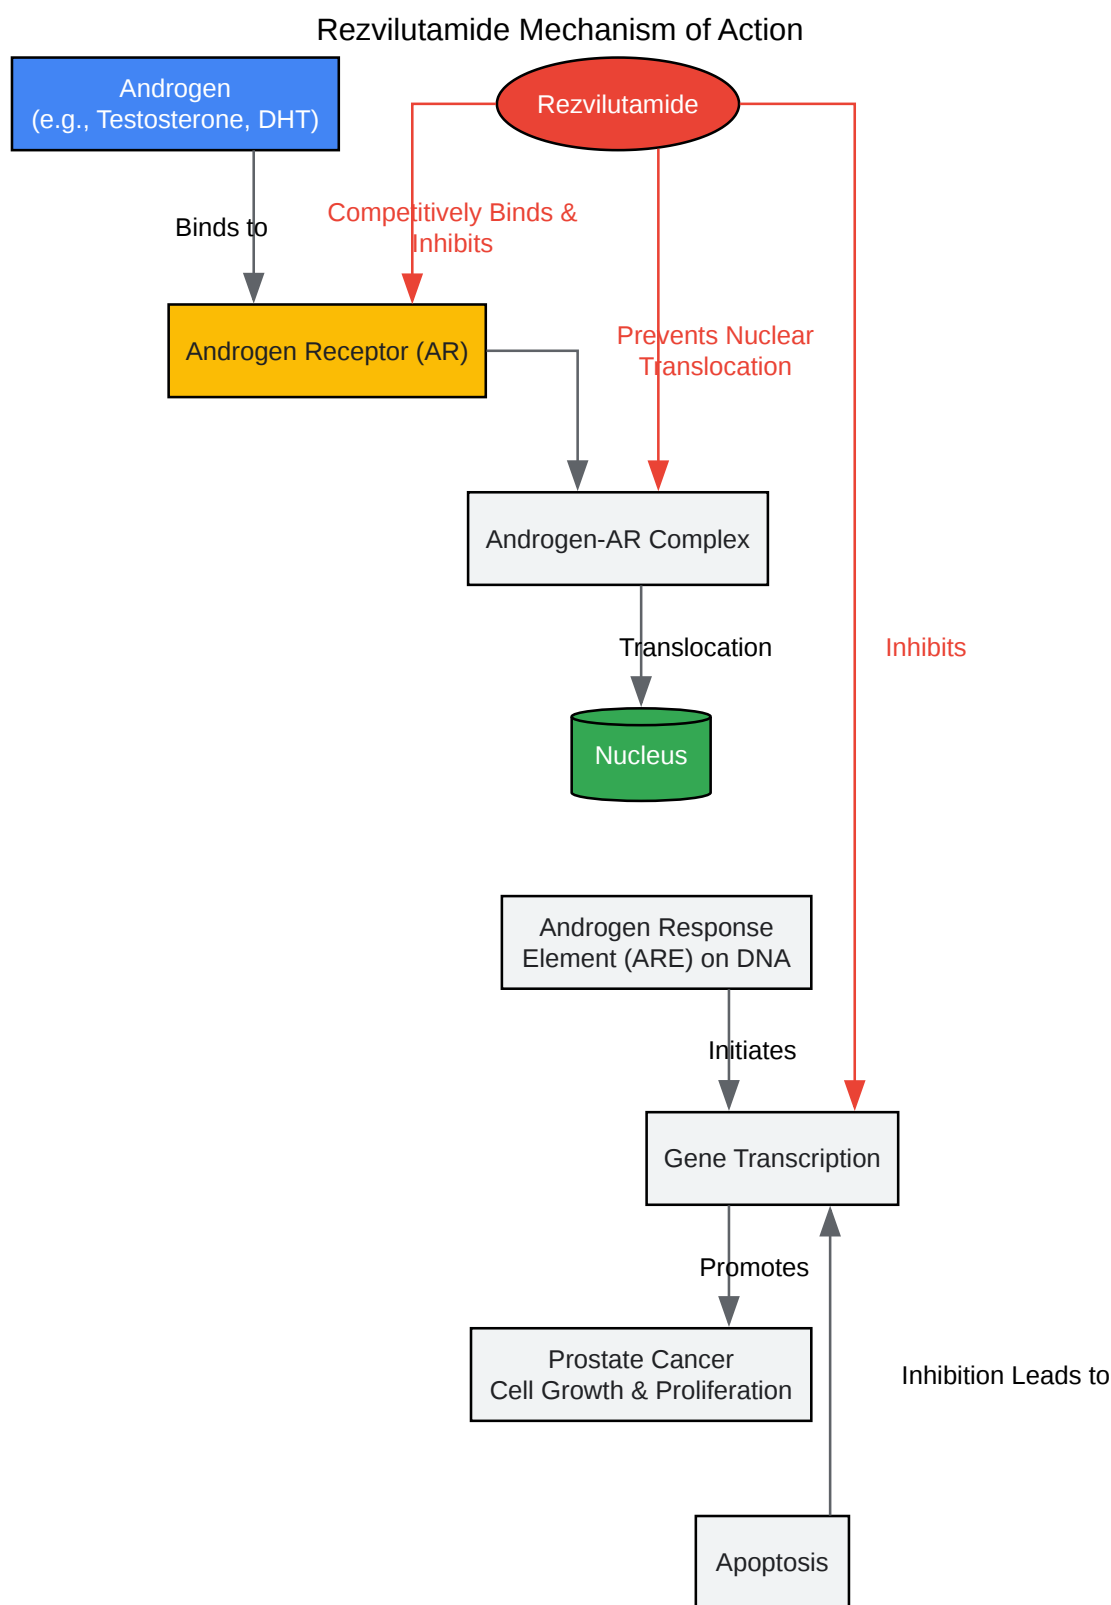 Rezvilutamide Mechanism of Action
Androgen
(e.g., Testosterone, DHT)
Rezvilutamide
Binds to
Competitively Binds &
Inhibits
Androgen Receptor (AR)
Prevents Nuclear
Translocation
Androgen-AR Complex
Translocation
Inhibits
Nucleus
Androgen Response
Element (ARE) on DNA
Initiates
Gene Transcription
Promotes
Prostate Cancer
Cell Growth & Proliferation
Inhibition Leads to
Apoptosis